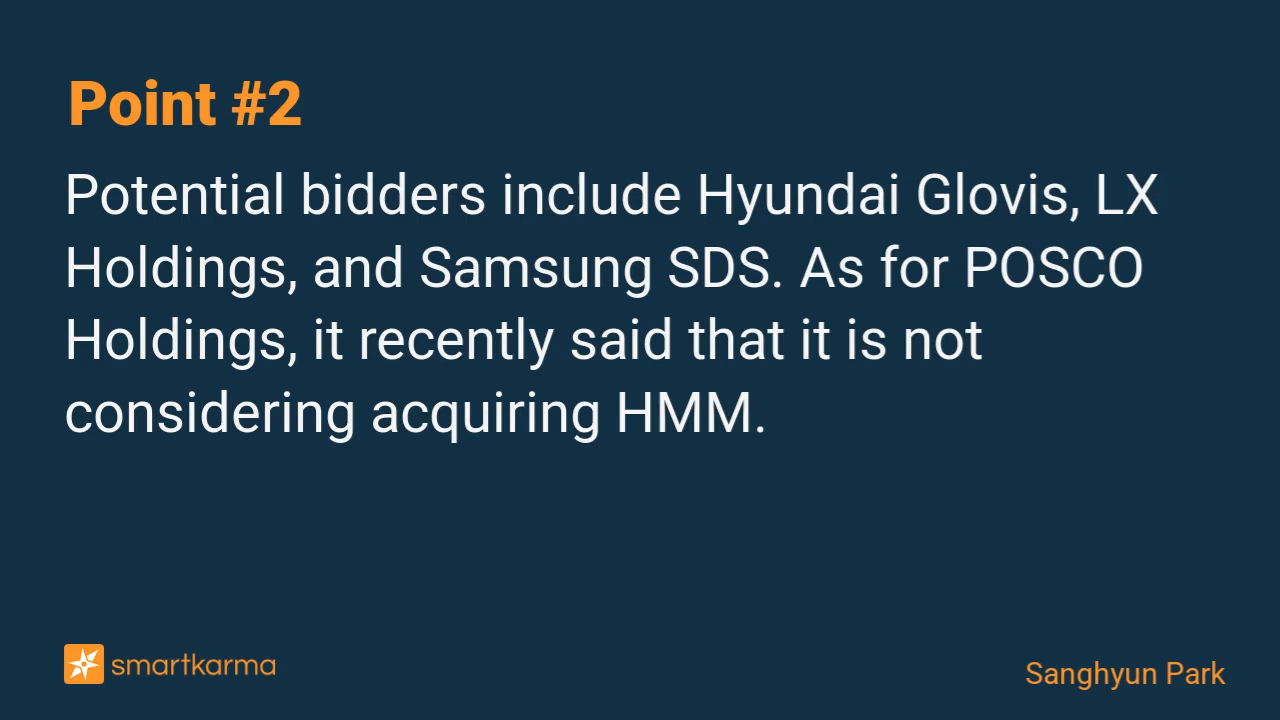 Point #2
Potential bidders include Hyundai Glovis, LX
Holdings, and Samsung SDS. As for POSCO
Holdings, it recently said that it is not
considering acquiring HMM.
smartkarma
Sanghyun Park